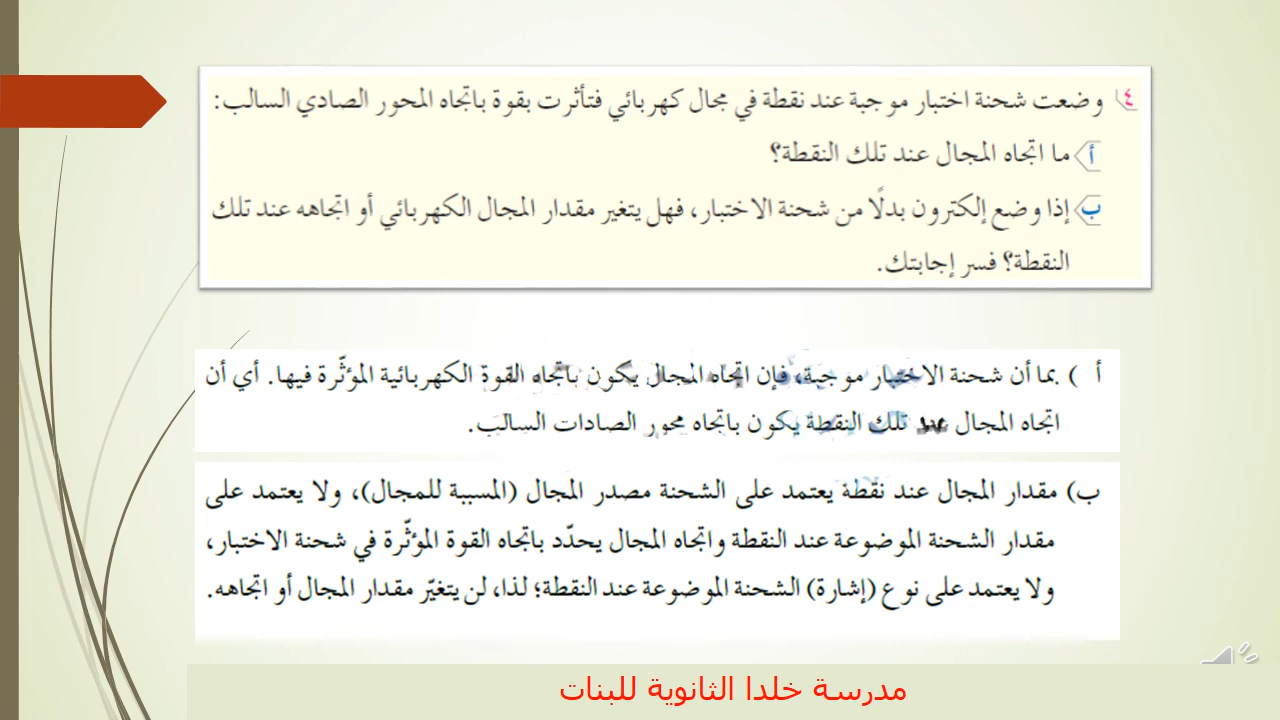 ٤ وضعت شحنة اختبار موجبة عند نقطة في مجال كهربائي فتأثرت بقوة باتجاه المحور الصادي السالب:
أ ما اتجاه المجال عند تلك النقطة؟
ب إذا وضع إلكترون بدلًا من شحنة الاختبار، فهل يتغير مقدار المجال الكهربائي أو اتجاهه عند تلك
النقطة؟ فسر إجابتك.
أ ) بما أن شحنة الاختبار موجبة، فإن اتجاه المجال يكون باتجاه القوة الكهربائية المؤثّرة فيها. أي أن
اتجاه المجال عند تلك النقطة يكون باتجاه محور الصادات السالب.
ب) مقدار المجال عند نقطة يعتمد على الشحنة مصدر المجال (المسببة للمجال)، ولا يعتمد على
مقدار الشحنة الموضوعة عند النقطة واتجاه المجال يحدّد باتجاه القوة المؤثّرة في شحنة الاختبار،
ولا يعتمد على نوع (إشارة) الشحنة الموضوعة عند النقطة؛ لذا، لن يتغيّر مقدار المجال أو اتجاهه.
مدرسة خلدا الثانوية للبنات